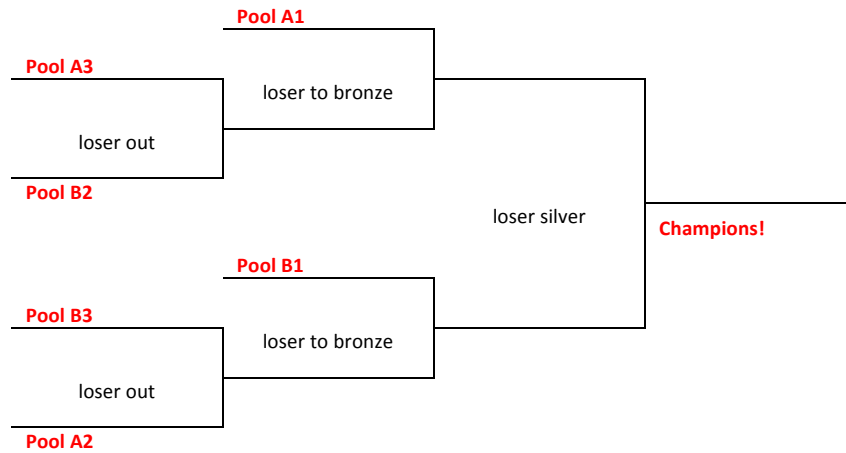 Pool A1
Pool A3
loser to bronze
loser out
Pool B2
loser silver
Champions!
Pool B1
Pool B3
loser to bronze
loser out
Pool A2